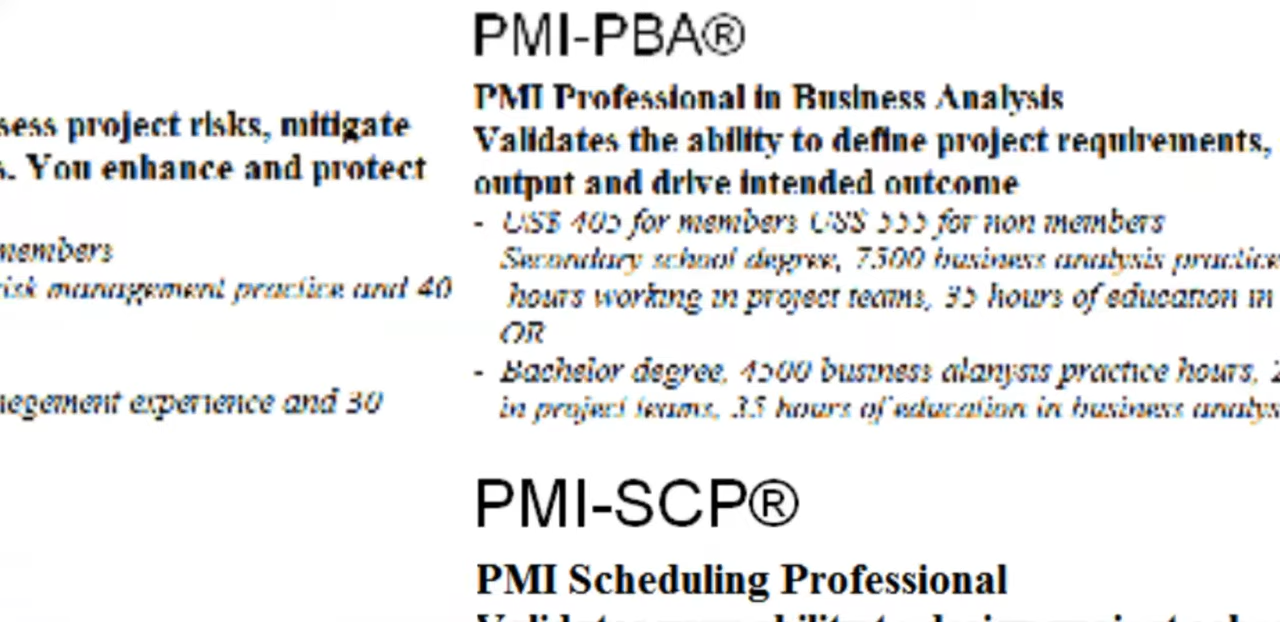 sess project risks, mitigate
s. You enhance and protect
members
risk management practice and 40
negement experience and 30
PMI-PBA®
PMI Professional in Business Analysis
Validates the ability to define project requirements,
output and drive intended outcome
- US$ 405 for members US$ 555 for non members
Secondary school degree, 7500 business analysis practice
hours working in project teams, 35 hours of education in
OR
- Bachelor degree, 4500 business alanysis practice hours, 2
in project teams, 35 hours of education in business analys
PMI-SCP®
PMI Scheduling Professional